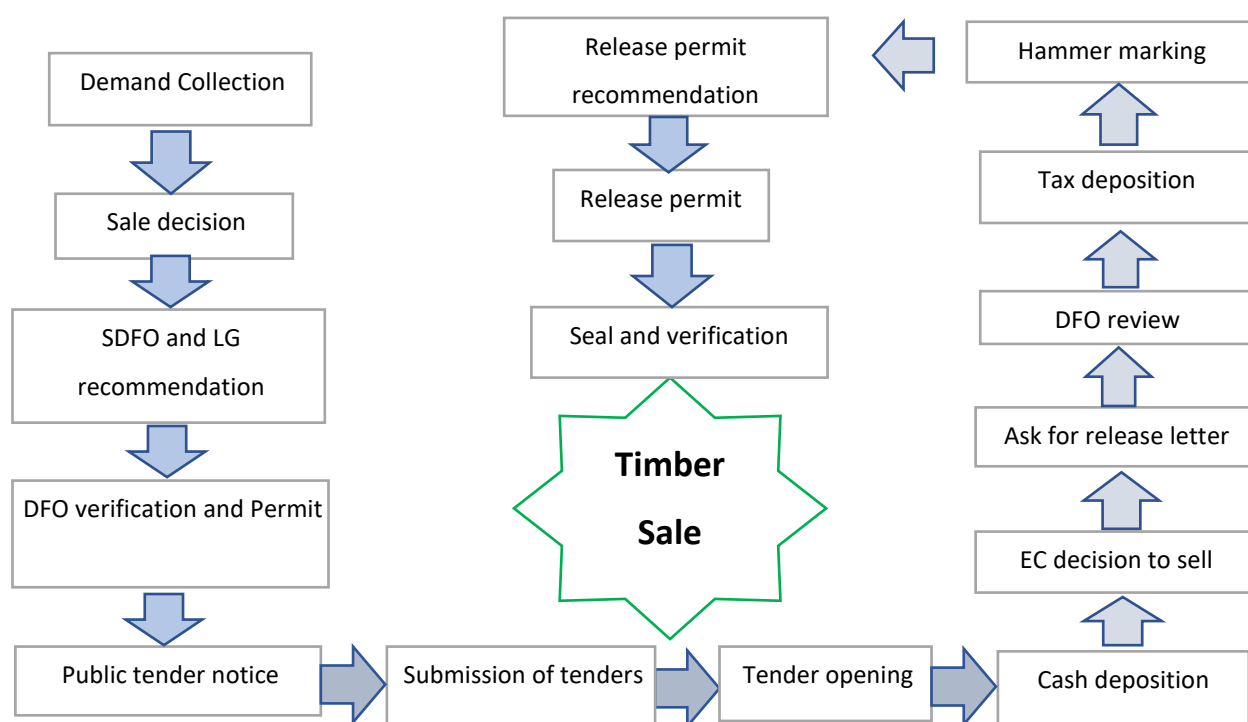 Demand Collection
Sale decision
SDFO and LG
recommendation
DFO verification and Permit
Public tender notice
Submission of tenders
Tender opening
Cash deposition
EC decision to sell
Ask for release letter
DFO review
Tax deposition
Hammer marking
Release permit
recommendation
Release permit
Seal and verification
Timber
Sale